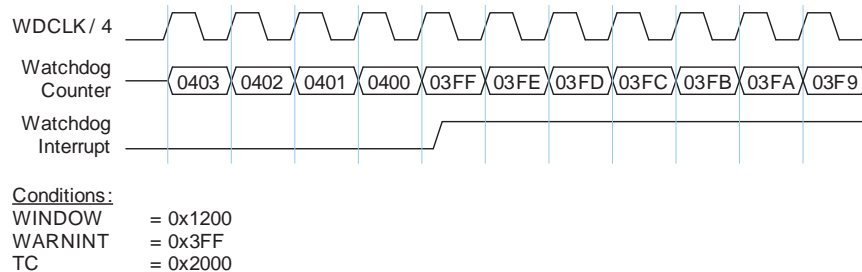 WDCLK / 4
Watchdog
Counter
0403 0402 0401 0400 03FF 03FE 03FD 03FC 03FB 03FA 03F9
Watchdog
Interrupt
Conditions:
WINDOW = 0x1200
WARNINT = 0x3FF
TC = 0x2000